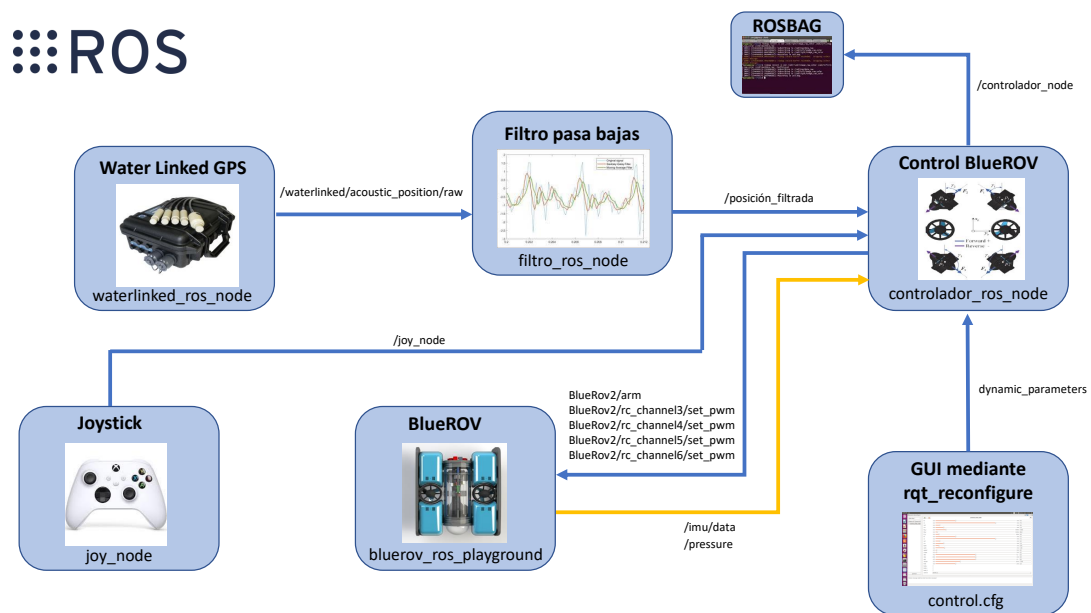 ROS
ROSBAG
/controlador_node
Filtro pasa bajas
filtro_ros_node
Water Linked GPS
waterlinked_ros_node
/waterlinked/acoustic_position/raw
/posición_filtrada
Control BlueROV
Forward +
Reverse -
controlador_ros_node
/joy_node
Joystick
joy_node
BlueROV
bluerov_ros_playground
BlueRov2/arm
BlueRov2/rc_channel3/set_pwm
BlueRov2/rc_channel4/set_pwm
BlueRov2/rc_channel5/set_pwm
BlueRov2/rc_channel6/set_pwm
/imu/data
/pressure
dynamic_parameters
GUI mediante
rqt_reconfigure
control.cfg